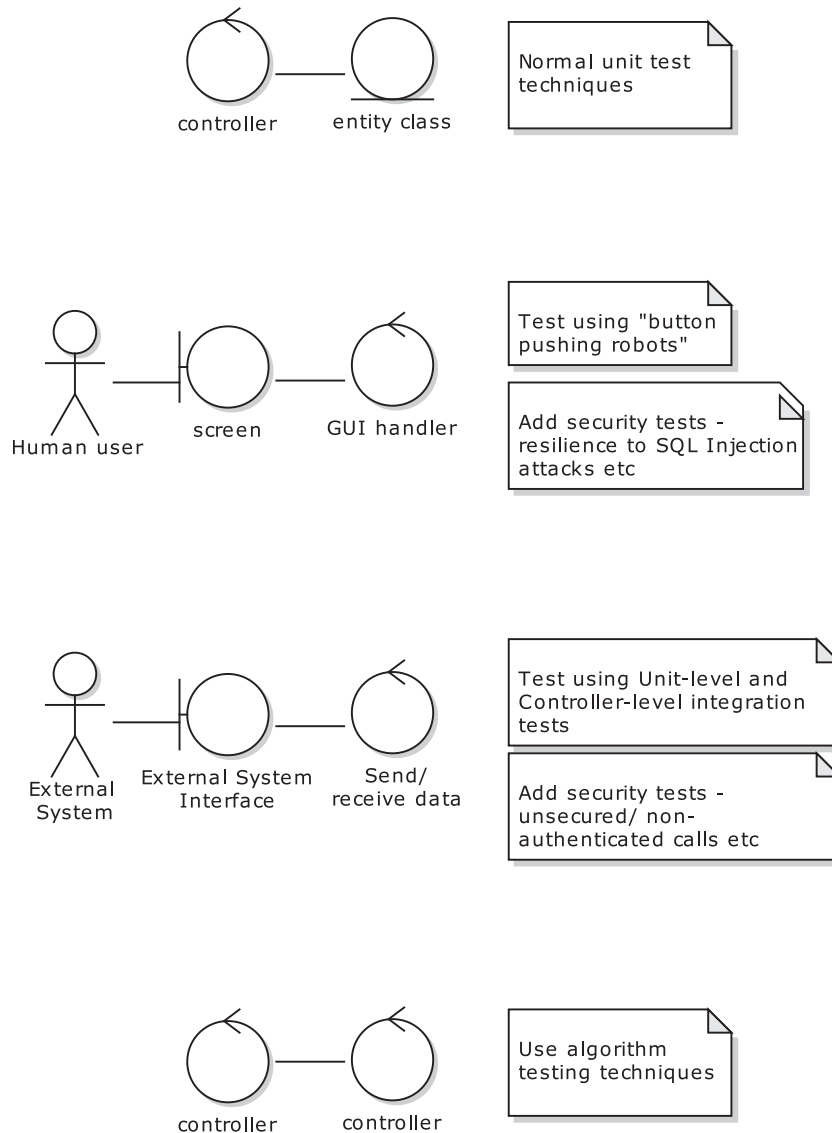 controller
entity class
Normal unit test
techniques
Human user
screen
GUI handler
Test using "button
pushing robots"
Add security tests -
resilience to SQL Injection
attacks etc
External
System
External System
Interface
Send/
receive data
Test using Unit-level and
Controller-level integration
tests
Add security tests -
unsecured/ non-
authenticated calls etc
controller
controller
Use algorithm
testing techniques